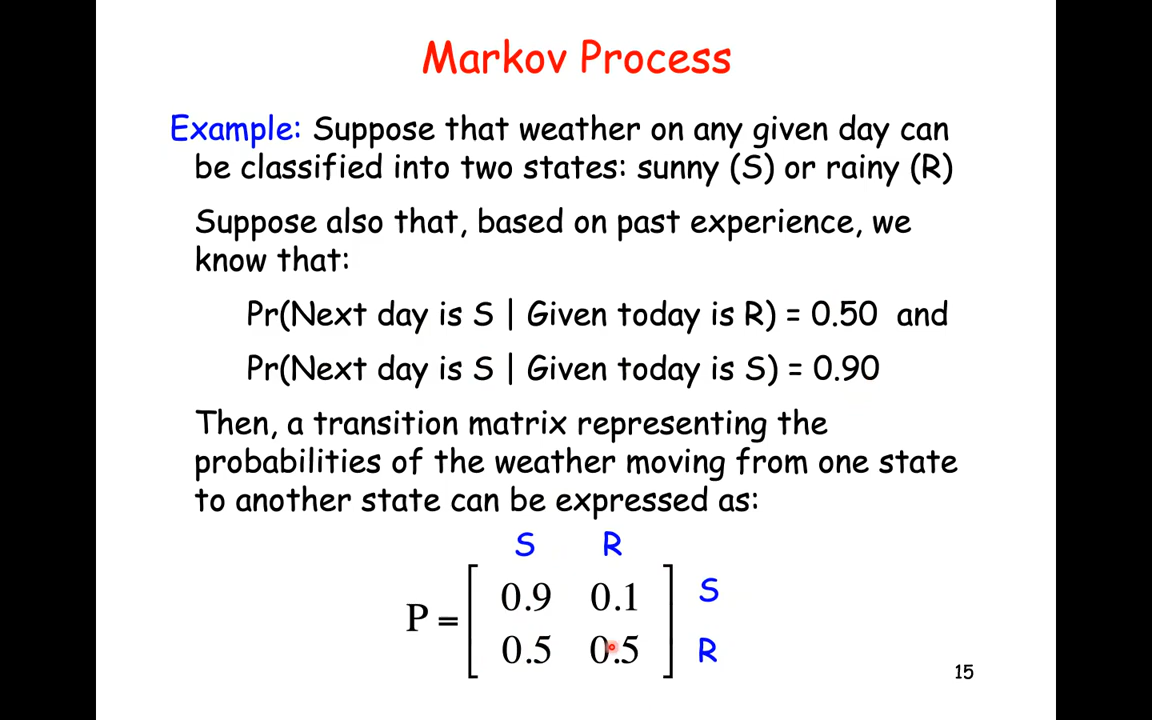 Markov Process
Example: Suppose that weather on any given day can
be classified into two states: sunny (S) or rainy (R)
Suppose also that, based on past experience, we
know that:
Pr(Next day is S | Given today is R) = 0.50 and
Pr(Next day is S | Given today is S) = 0.90
Then, a transition matrix representing the
probabilities of the weather moving from one state
to another state can be expressed as:
S R
0.9 0.1 S
P =
0.5 0.5 R
15